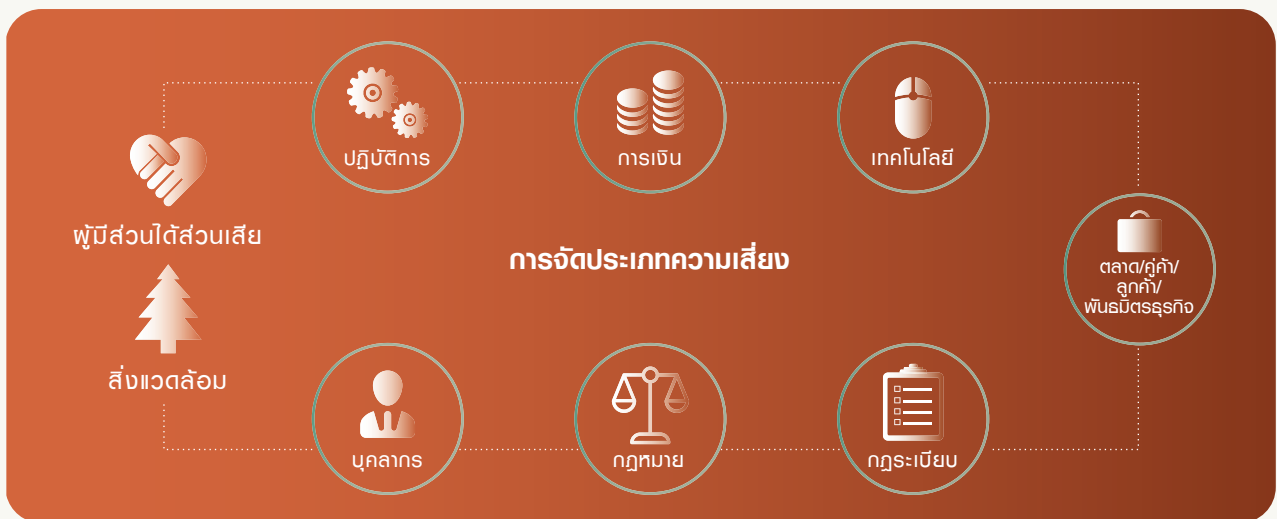 ปฏิบัติการ
การเงิน
เทคโนโลยี
ผู้มีส่วนได้ส่วนเสีย
การจัดประเภทความเสี่ยง
ตลาด/คู่ค้า/
ลูกค้า/
พันธมิตรธุรกิจ
สิ่งแวดล้อม
บุคลากร
กฎหมาย
กฎระเบียบ